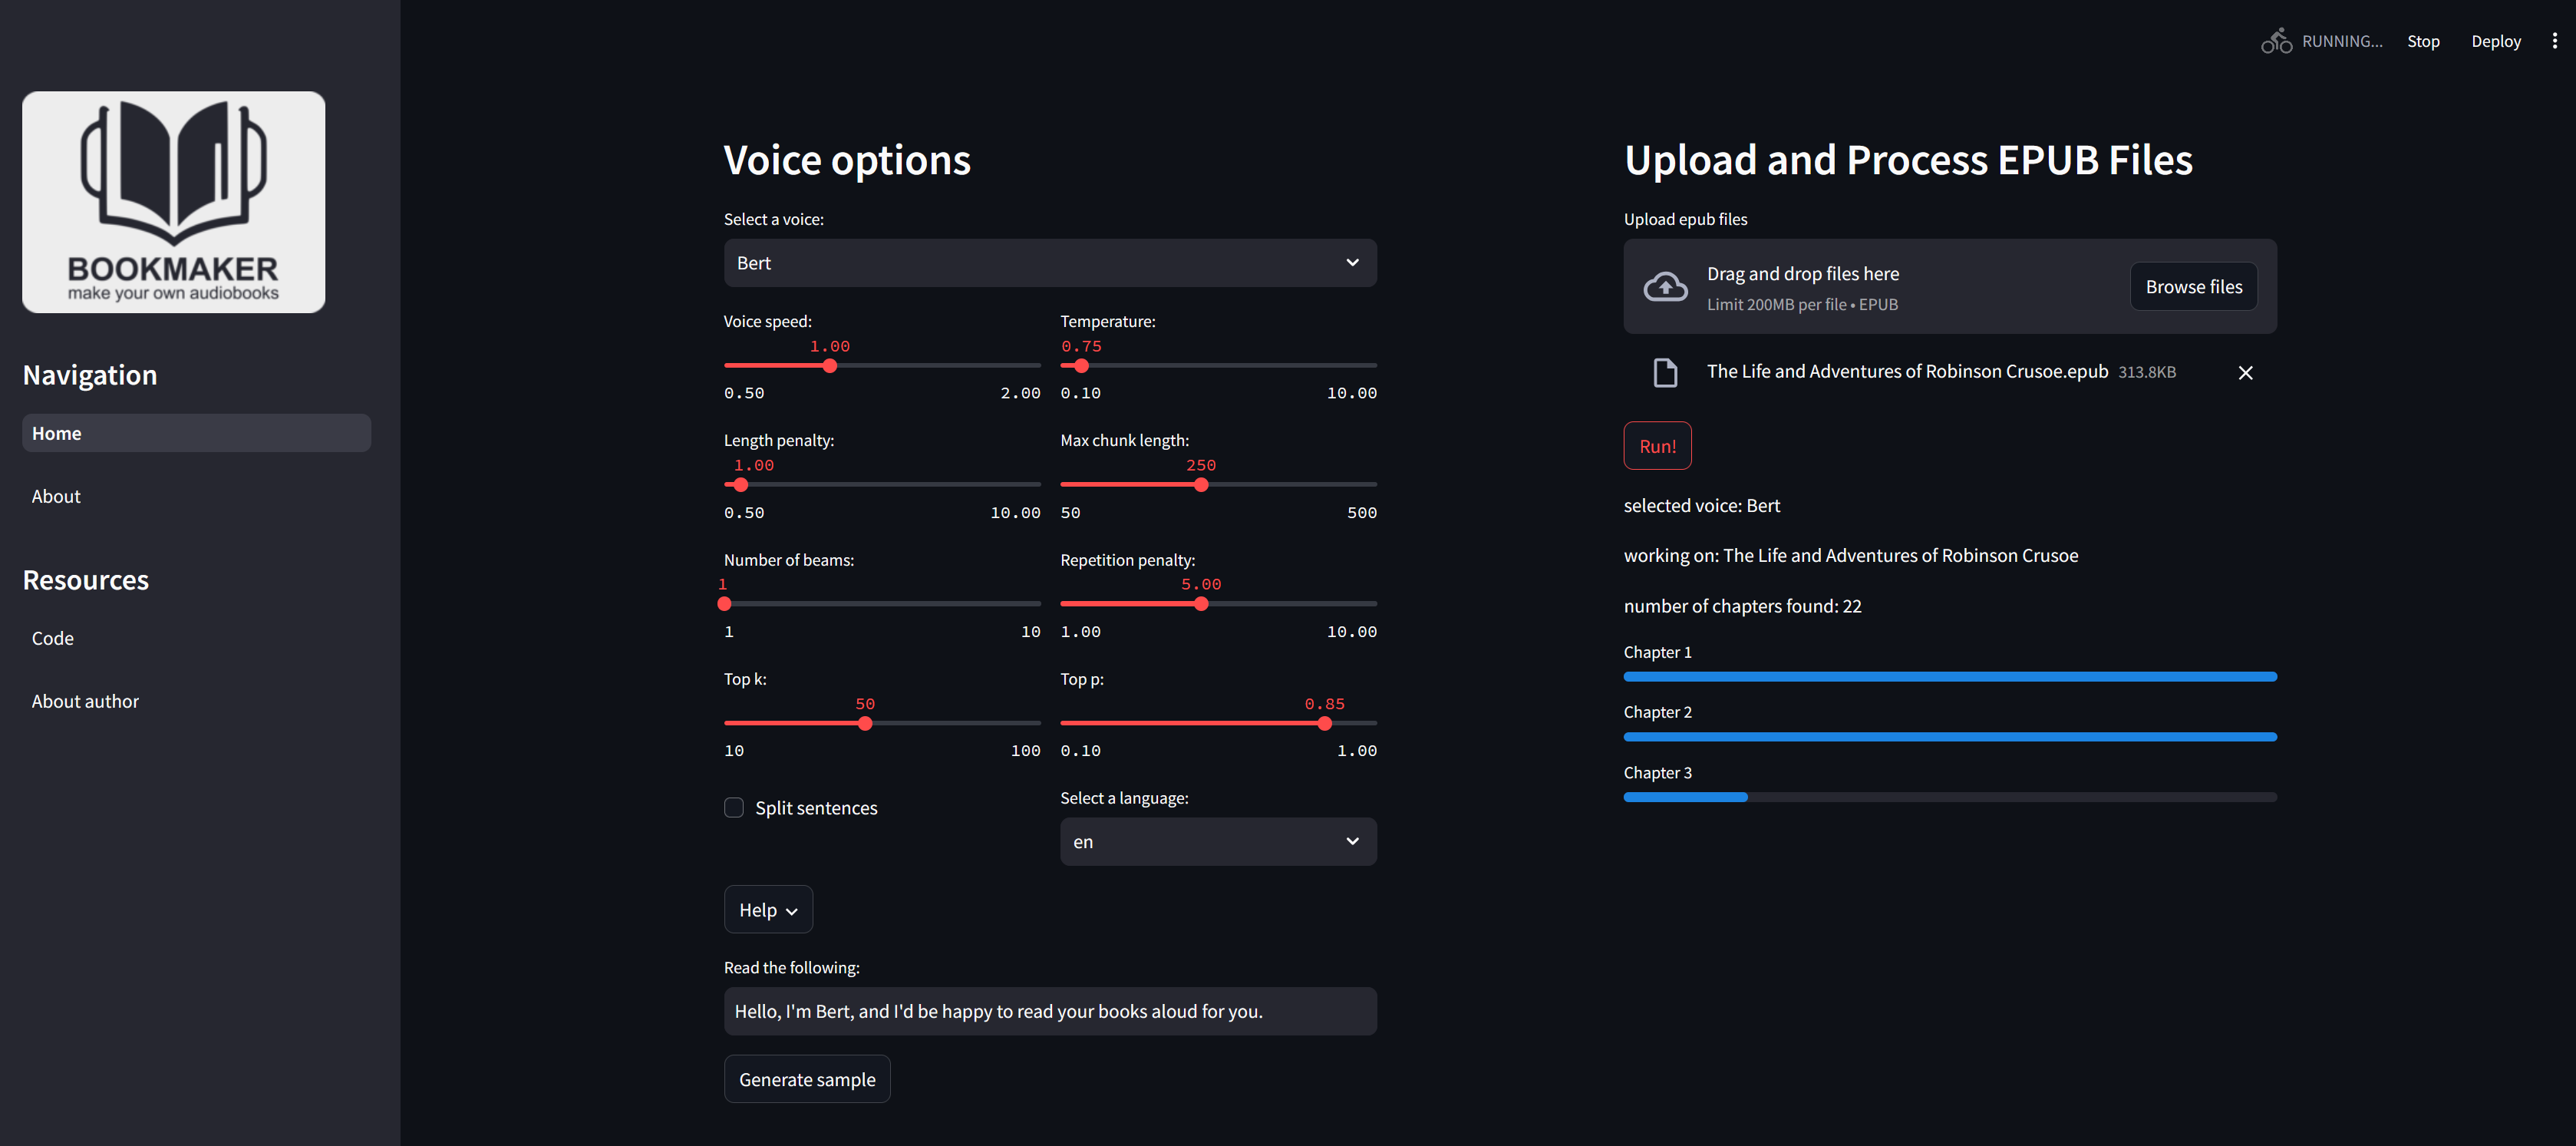 RUNNING...
Stop
Deploy
BOOKMAKER
make your own audiobooks
Navigation
Home
About
Resources
Code
About author
Voice options
Select a voice:
Bert
Voice speed:
1.00
0.50
2.00
Temperature:
0.75
0.10
10.00
Length penalty:
1.00
0.50
10.00
Max chunk length:
250
50
500
Number of beams:
1
1
10
Repetition penalty:
5.00
1.00
10.00
Top k:
50
10
100
Top p:
0.85
0.10
1.00
Split sentences
Select a language:
en
Help
Read the following:
Hello, I'm Bert, and I'd be happy to read your books aloud for you.
Generate sample
Upload and Process EPUB Files
Upload epub files
Drag and drop files here
Limit 200MB per file • EPUB
Browse files
The Life and Adventures of Robinson Crusoe.epub 313.8KB
Run!
selected voice: Bert
working on: The Life and Adventures of Robinson Crusoe
number of chapters found: 22
Chapter 1
Chapter 2
Chapter 3